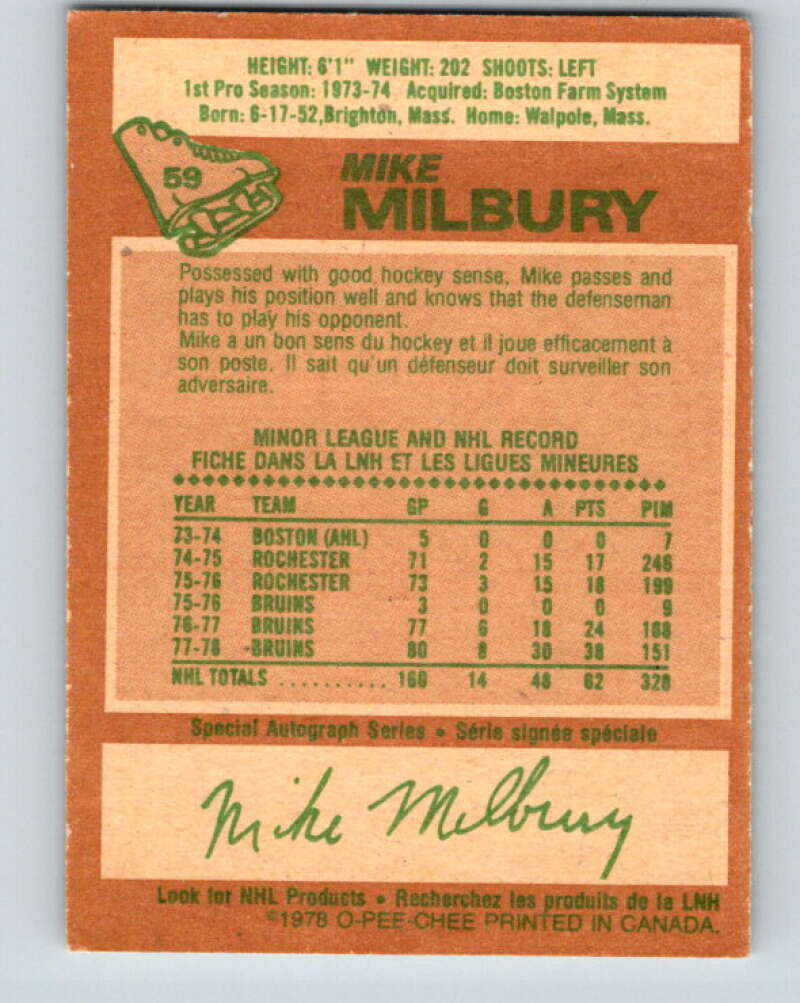 HEIGHT: 6'1" WEIGHT: 202 SHOOTS: LEFT
1st Pro Season: 1973-74 Acquired: Boston Farm System
Born: 6-17-52,Brighton, Mass. Home: Walpole, Mass.
59
MIKE
MILBURY
Possessed with good hockey sense, Mike passes and
plays his position well and knows that the defenseman
has to play his opponent.
Mike a un bon sens du hockey et il joue efficacement à
son poste. Il sait qu'un défenseur doit surveiller son
adversaire.
MINOR LEAGUE AND NHL RECORD
FICHE DANS LA LNH ET LES LIGUES MINEURES
YEAR TEAM GP G A PTS PIM
73-74 BOSTON (AHL) 5 0 0 0 7
74-75 ROCHESTER 71 2 15 17 246
75-76 ROCHESTER 73 3 15 18 199
75-76 BRUINS 3 0 0 0 9
76-77 BRUINS 77 6 18 24 168
77-78 BRUINS 80 8 30 38 151
NHL TOTALS .......... 160 14 48 62 328
Special Autograph Series • Série signée spéciale
Mike Milbury
Look for NHL Products • Recherchez les produits de la LNH
©1978 O-PEE-CHEE PRINTED IN CANADA.